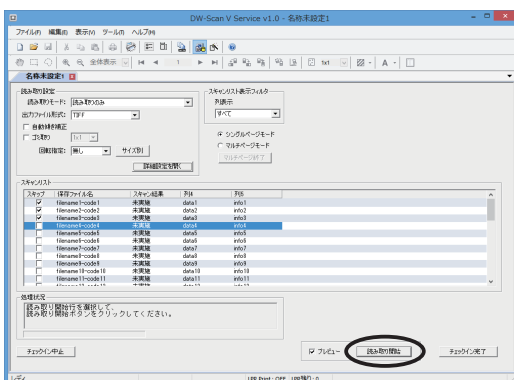 DW-Scan V Service v1.0 - 名称未設定1
ファイル(F) 編集(E) 表示(V) ツール(T) ヘルプ(H)
全体表示 1 1x1 A
名称未設定1
読み取り設定
読み取りモード: 読み取りのみ
出力ファイル形式: TIFF
自動傾き補正
ゴミ取り 1x1
回転指定: 無し サイズ別
詳細設定を開く
スキャンリスト表示フィルタ
列表示
すべて
シングルページモード
マルチページモード
マルチページ終了
スキャンリスト
スキップ 保存ファイル名 スキャン結果 列4 列5
filename1-code1 未実施 data1 info1
filename2-code2 未実施 data2 info2
filename3-code3 未実施 data3 info3
filename4-code4 未実施 data4 info4
filename5-code5 未実施 data5 info5
filename6-code6 未実施 data6 info6
filename7-code7 未実施 data7 info7
filename8-code8 未実施 data8 info8
filename9-code9 未実施 data9 info9
filename10-code10 未実施 data10 info10
filename11-code11 未実施 data11 info11
処理状況
読み取り開始行を選択して、
読み取り開始ボタンをクリックしてください。
チェックイン中止 プレビュー 読み取り開始 チェックイン完了
レディ UPR Print : OFF UPR残り : 0